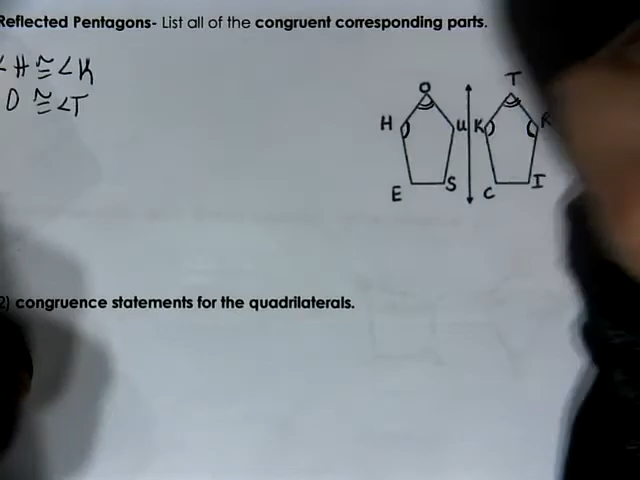 Reflected Pentagons- List all of the congruent corresponding parts.
∠H ≅ ∠K
O ≅ ∠T
O
T
H
U
K
R
E
S
C
I
2) congruence statements for the quadrilaterals.